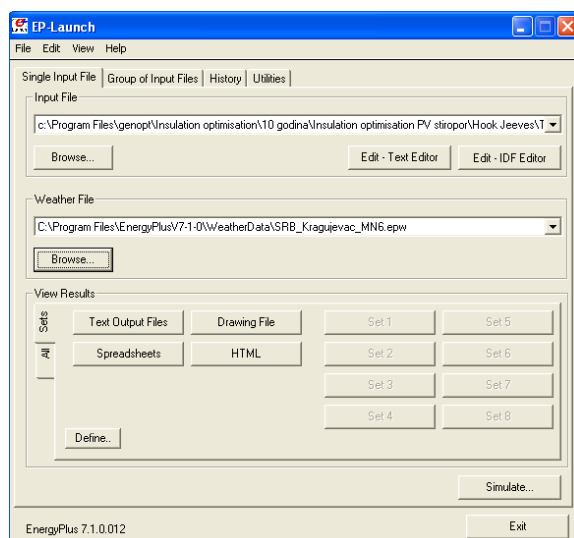 EP-Launch
File Edit View Help
Single Input File Group of Input Files History Utilities
Input File
c:\Program Files\genopt\Insulation optimisation\10 godina\Insulation optimisation PV stiropor\Hook Jeeves\T
Browse... Edit - Text Editor Edit - IDF Editor
Weather File
C:\Program Files\EnergyPlusV7-1-0\WeatherData\SRB_Kragujevac_MN6.epw
Browse...
View Results
Sets
All
Text Output Files Drawing File Set 1 Set 5
Spreadsheets HTML Set 2 Set 6
Set 3 Set 7
Set 4 Set 8
Define..
Simulate...
EnergyPlus 7.1.0.012 Exit